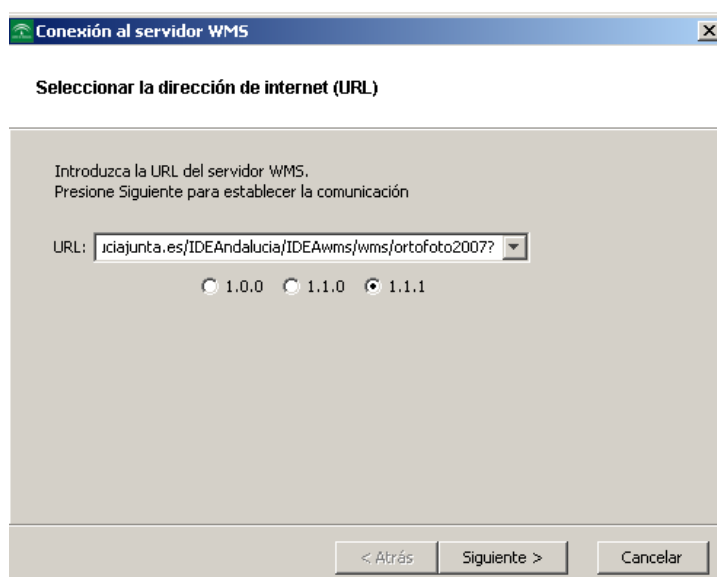 Conexión al servidor WMS
Seleccionar la dirección de internet (URL)
Introduzca la URL del servidor WMS.
Presione Siguiente para establecer la comunicación
URL: ciajunta.es/IDEAndalucia/IDEAwms/wms/ortofoto2007?
1.0.0 1.1.0 1.1.1
< Atrás Siguiente > Cancelar